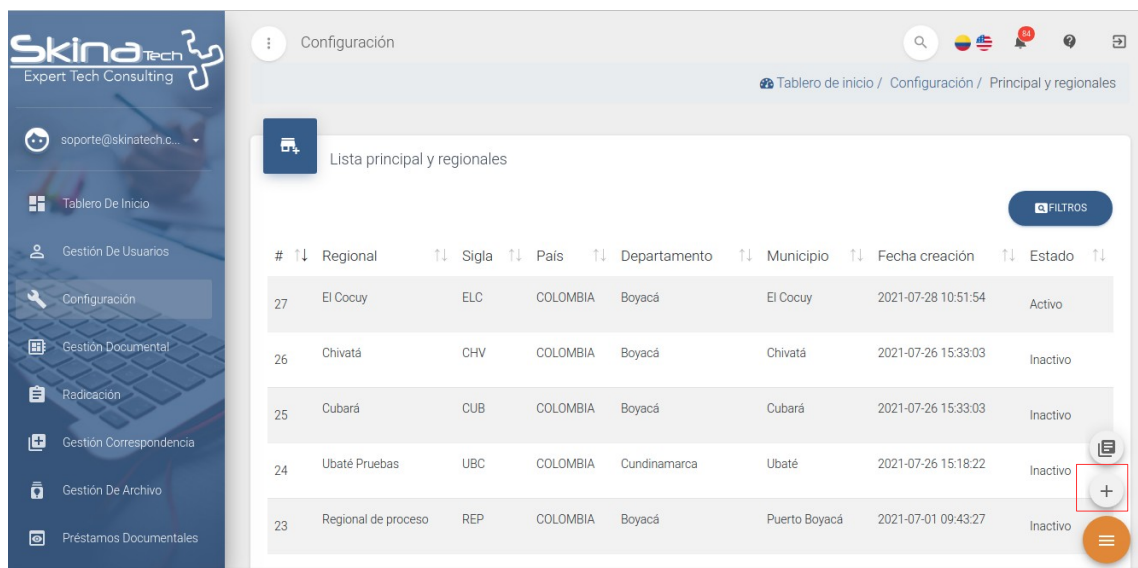 Skina Tech
Expert Tech Consulting
soporte@skinatech.c...
Tablero De Inicio
Gestión De Usuarios
Configuración
Gestión Documental
Radicación
Gestión Correspondencia
Gestión De Archivo
Préstamos Documentales
Configuración
84
Tablero de inicio / Configuración / Principal y regionales
Lista principal y regionales
FILTROS
# Regional Sigla País Departamento Municipio Fecha creación Estado
27 El Cocuy ELC COLOMBIA Boyacá El Cocuy 2021-07-28 10:51:54 Activo
26 Chivatá CHV COLOMBIA Boyacá Chivatá 2021-07-26 15:33:03 Inactivo
25 Cubará CUB COLOMBIA Boyacá Cubará 2021-07-26 15:33:03 Inactivo
24 Ubaté Pruebas UBC COLOMBIA Cundinamarca Ubaté 2021-07-26 15:18:22 Inactivo
23 Regional de proceso REP COLOMBIA Boyacá Puerto Boyacá 2021-07-01 09:43:27 Inactivo